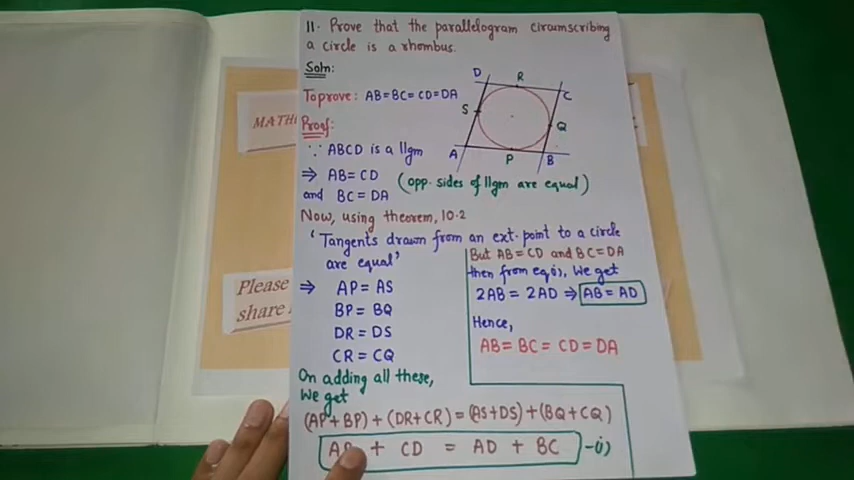 11. Prove that the parallelogram circumscribing
a circle is a rhombus.
Soln:
To prove: AB=BC=CD=DA
Proof:
∵ ABCD is a llgm
⇒ AB=CD (opp. sides of llgm are equal)
and BC=DA
D
R
C
S
Q
A
P
B
Now, using theorem, 10.2
'Tangents drawn from an ext. point to a circle
are equal'
⇒ AP = AS
BP = BQ
DR = DS
CR = CQ
On adding all these,
We get
(AP+BP)+(DR+CR)=(AS+DS)+(BQ+CQ)
+ CD = AD + BC -i)
But AB=CD and BC=DA
then from eq i), We get
2AB = 2AD ⇒ AB = AD
Hence,
AB = BC = CD = DA
MATH
Please
share